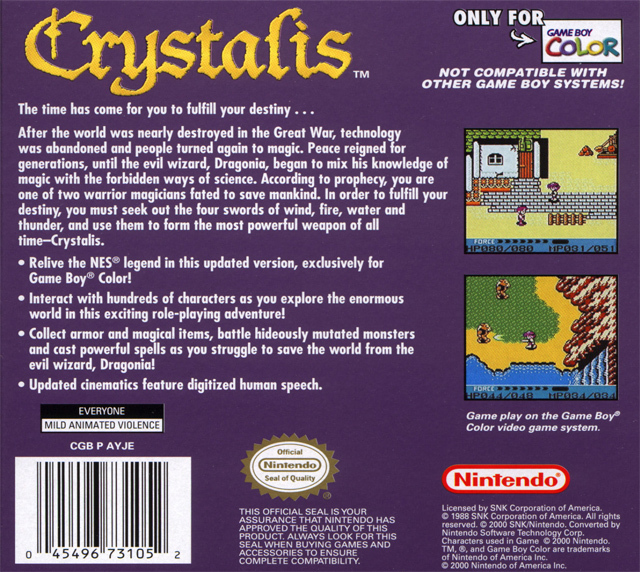 Crystalis™
ONLY FOR
GAME BOY
COLOR
NOT COMPATIBLE WITH
OTHER GAME BOY SYSTEMS!
The time has come for you to fulfill your destiny . . .
After the world was nearly destroyed in the Great War, technology
was abandoned and people turned again to magic. Peace reigned for
generations, until the evil wizard, Dragonia, began to mix his knowledge of
magic with the forbidden ways of science. According to prophecy, you are
one of two warrior magicians fated to save mankind. In order to fulfill your
destiny, you must seek out the four swords of wind, fire, water and
thunder, and use them to form the most powerful weapon of all
time–Crystalis.
• Relive the NES® legend in this updated version, exclusively for
Game Boy® Color!
• Interact with hundreds of characters as you explore the enormous
world in this exciting role-playing adventure!
• Collect armor and magical items, battle hideously mutated monsters
and cast powerful spells as you struggle to save the world from the
evil wizard, Dragonia!
• Updated cinematics feature digitized human speech.
FORCE
HP080/080 MP031/051
FORCE
HP044/048 MP034/034
Game play on the Game Boy®
Color video game system.
EVERYONE
MILD ANIMATED VIOLENCE
CGB P AYJE
0 45496 73105 2
Official
Nintendo
Seal of Quality
®
THIS OFFICIAL SEAL IS YOUR
ASSURANCE THAT NINTENDO HAS
APPROVED THE QUALITY OF THIS
PRODUCT. ALWAYS LOOK FOR THIS
SEAL WHEN BUYING GAMES AND
ACCESSORIES TO ENSURE
COMPLETE COMPATIBILITY.
Nintendo®
Licensed by SNK Corporation of America.
© 1988 SNK Corporation of America. All rights
reserved. © 2000 SNK/Nintendo. Converted by
Nintendo Software Technology Corp.
Characters used in Game © 2000 Nintendo.
TM, ®, and Game Boy Color are trademarks
of Nintendo of America Inc.
© 2000 Nintendo of America Inc.